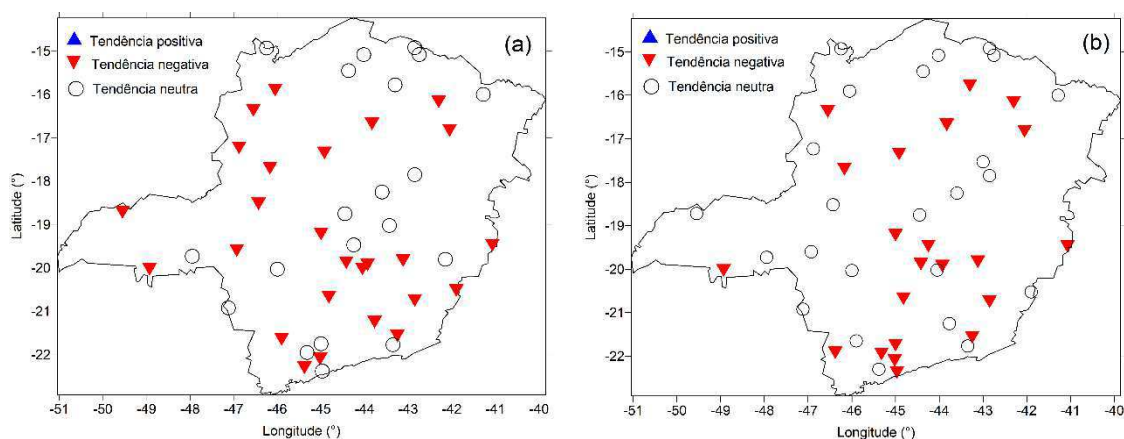 (a)
Tendência positiva
Tendência negativa
Tendência neutra
-15
-16
-17
-18
-19
-20
-21
-22
Latitude (°)
-51 -50 -49 -48 -47 -46 -45 -44 -43 -42 -41 -40
Longitude (°)
(b)
Tendência positiva
Tendência negativa
Tendência neutra
-15
-16
-17
-18
-19
-20
-21
-22
Latitude (°)
-51 -50 -49 -48 -47 -46 -45 -44 -43 -42 -41 -40
Longitude (°)